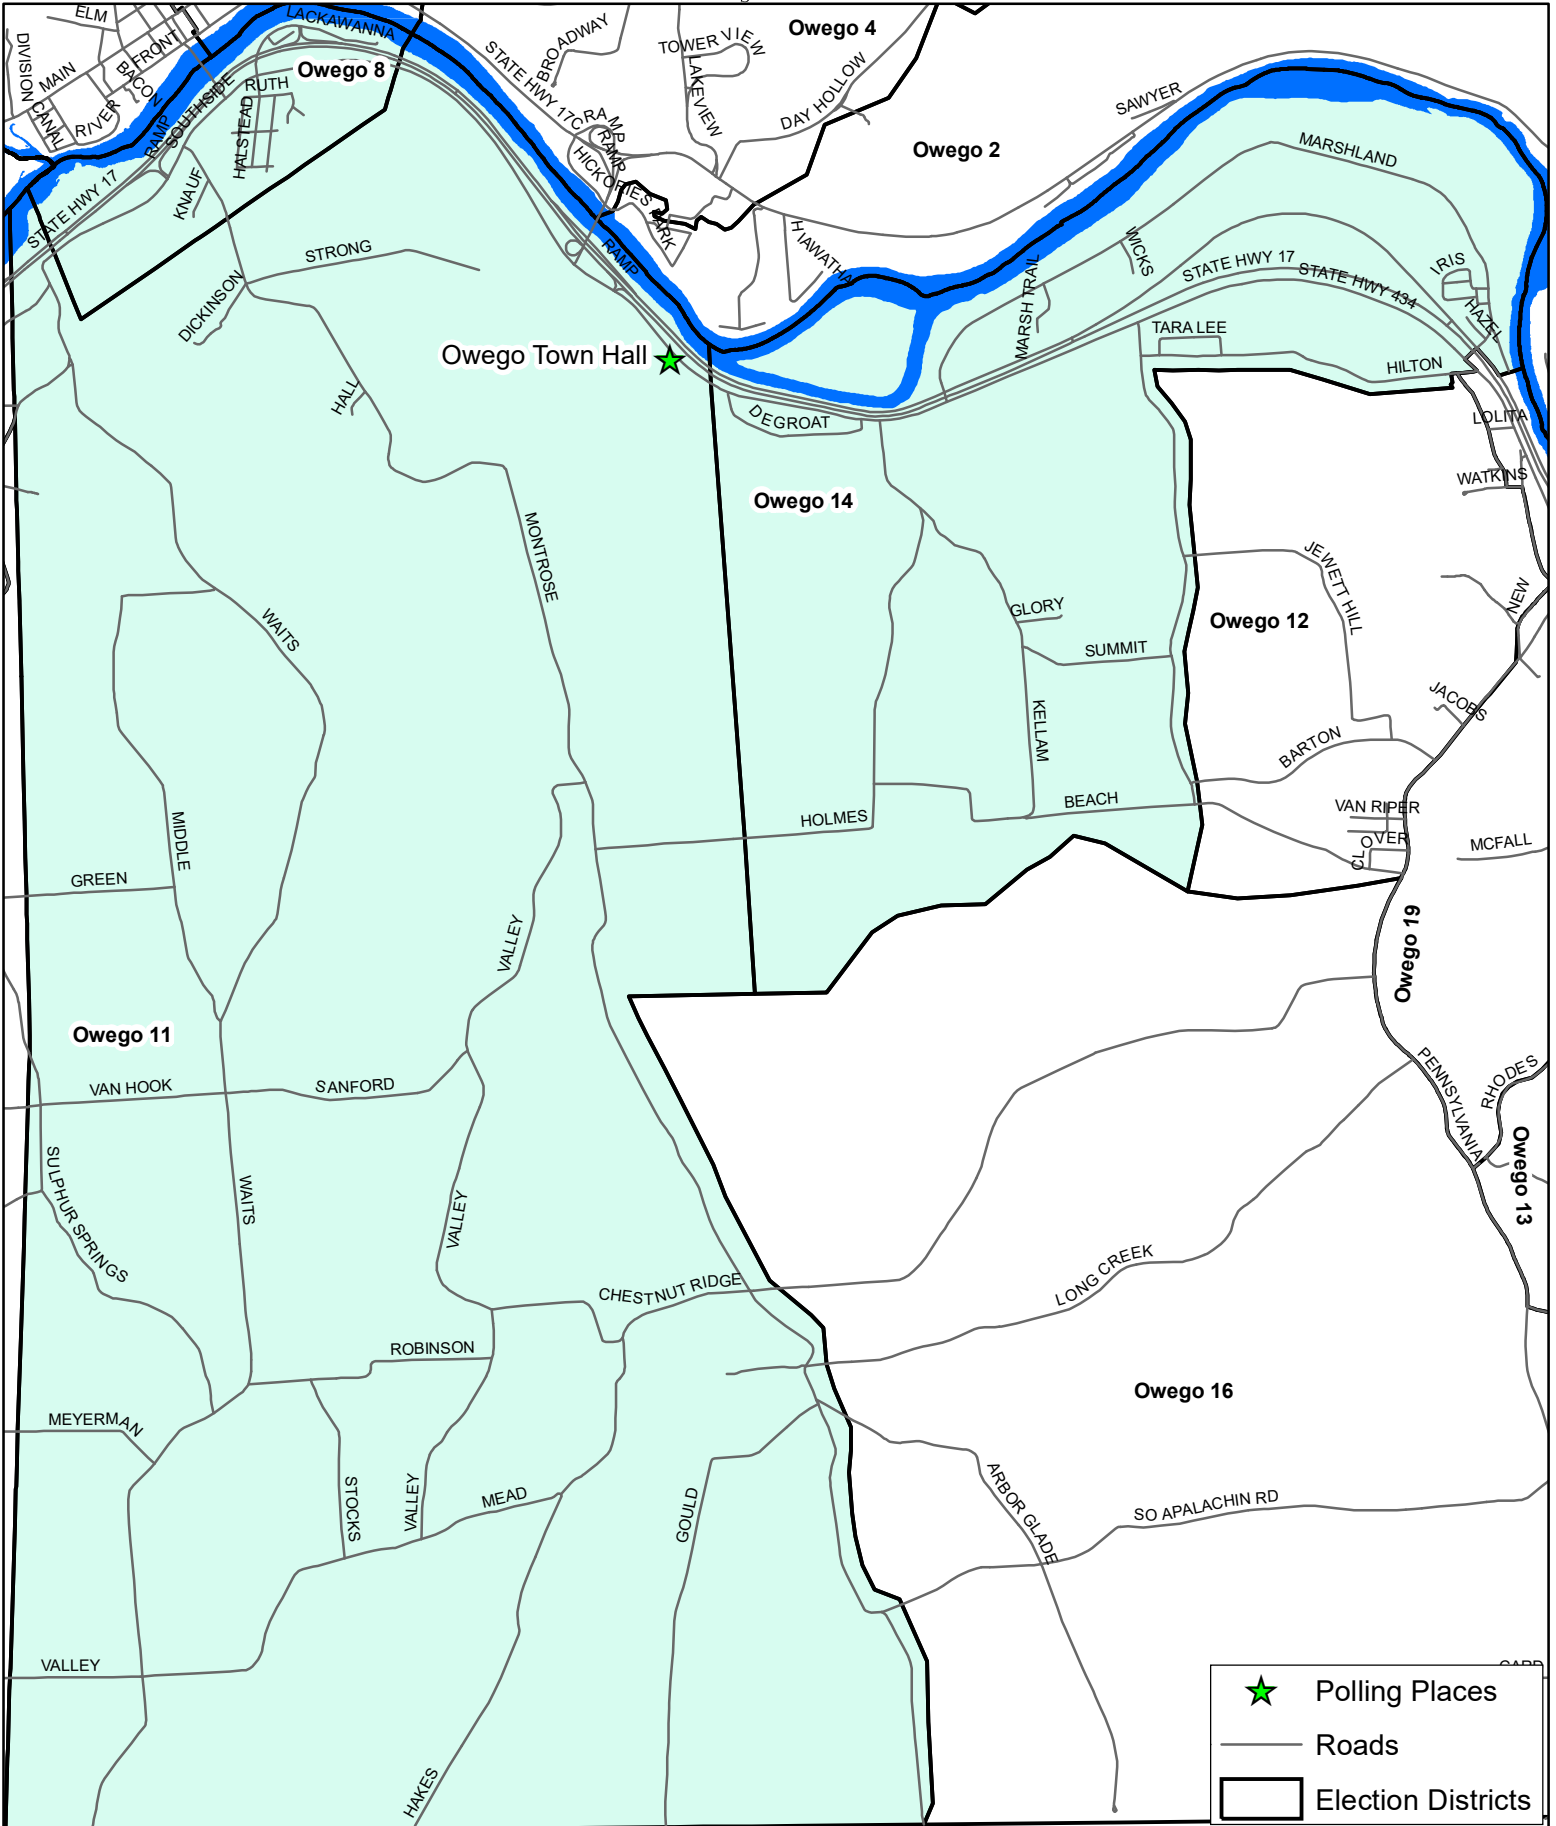 ELM
LACKAWANNA
BROADWAY
Owego 4
DIVISION
MAIN
FRONT
BACON
Owego 8
STATE HWY 17C
TOWER VIEW
LAKEVIEW
DAY HOLLOW
SAWYER
CANAL
RIVER
RAMP
SOUTHSIDE
RUTH
HALSTEAD
RAMP
RAMP
HICKORIES PARK
Owego 2
MARSHLAND
STATE HWY 17
KNAUF
STRONG
RAMP
HIAWATHA
WICKS
STATE HWY 17
STATE HWY 434
IRIS
HAZEL
DICKINSON
MARSH TRAIL
TARA LEE
Owego Town Hall
HILTON
HALL
DEGROAT
LOLITA
WATKINS
Owego 14
MONTROSE
JEWETT HILL
NEW
WAITS
GLORY
Owego 12
SUMMIT
KELLAM
JACOBS
BARTON
MIDDLE
HOLMES
BEACH
VAN RIPER
CLOVER
MCFALL
GREEN
VALLEY
Owego 19
Owego 11
VAN HOOK
SANFORD
PENNSYLVANIA
RHODES
Owego 13
SULPHUR SPRINGS
WAITS
VALLEY
CHESTNUT RIDGE
LONG CREEK
ROBINSON
Owego 16
MEYERMAN
STOCKS
VALLEY
MEAD
GOULD
ARBOR GLADE
SO APALACHIN RD
VALLEY
HAKES
Polling Places
Roads
Election Districts